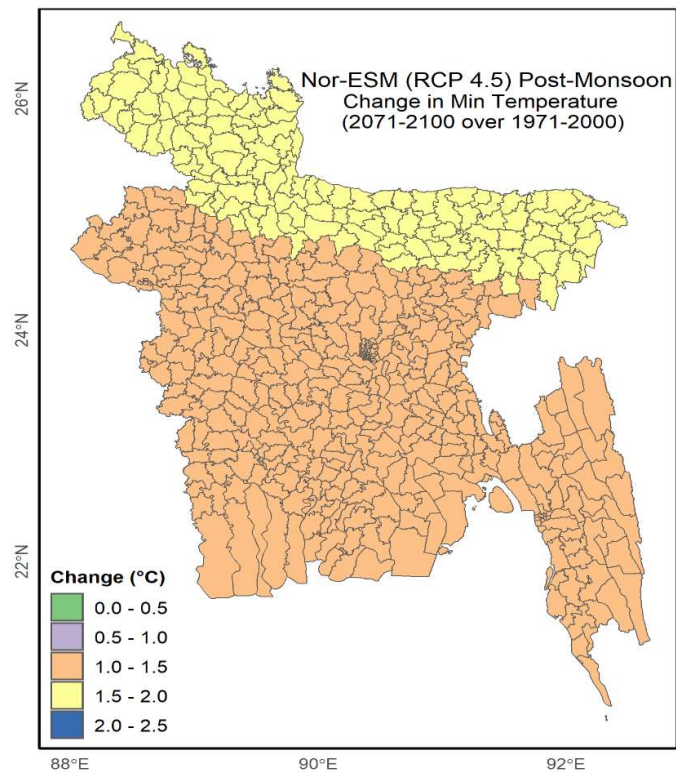 Nor-ESM (RCP 4.5) Post-Monsoon
Change in Min Temperature
(2071-2100 over 1971-2000)
26°N
24°N
22°N
Change (°C)
0.0 - 0.5
0.5 - 1.0
1.0 - 1.5
1.5 - 2.0
2.0 - 2.5
88°E
90°E
92°E